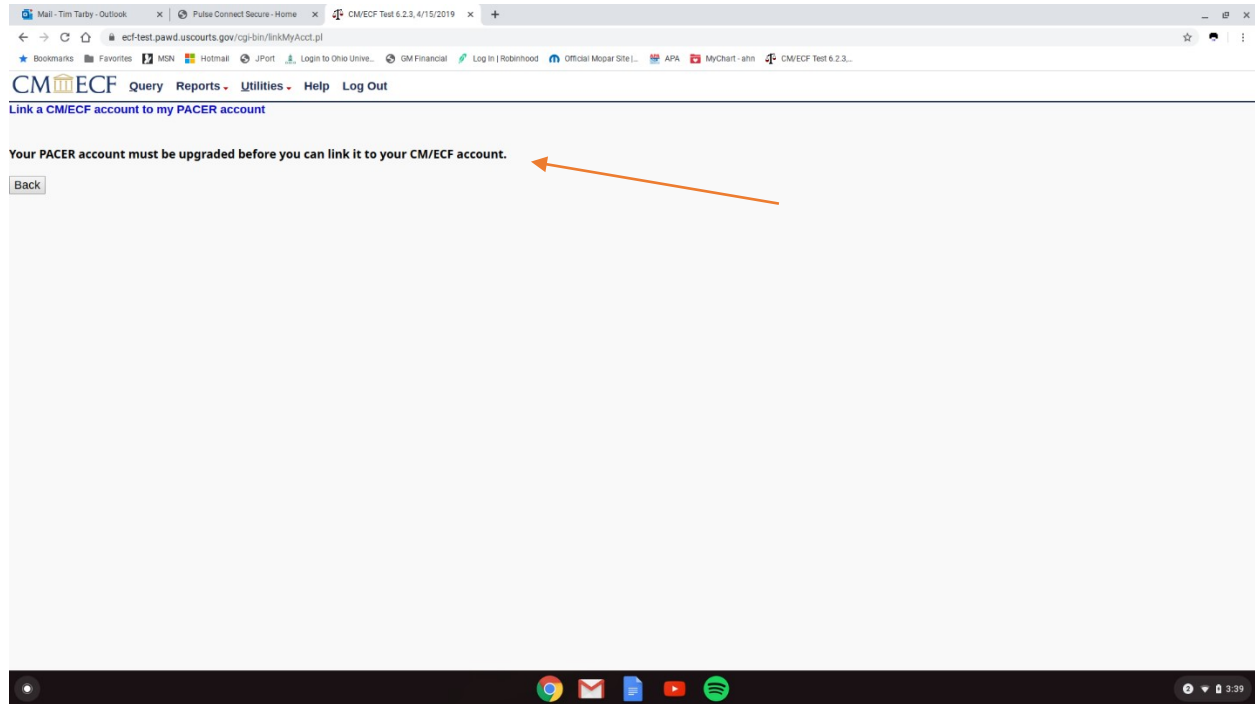 Mail - Tim Tarby - Outlook
Pulse Connect Secure - Home
CM/ECF Test 6.2.3, 4/15/2019
ecf-test.pawd.uscourts.gov/cgi-bin/linkMyAcct.pl
Bookmarks Favorites MSN Hotmail JPort Login to Ohio Unive... GM Financial Log In | Robinhood Official Mopar Site |... APA MyChart - ahn CM/ECF Test 6.2.3,...
CM ECF Query Reports Utilities Help Log Out
Link a CM/ECF account to my PACER account
Your PACER account must be upgraded before you can link it to your CM/ECF account.
Back
2 3:39